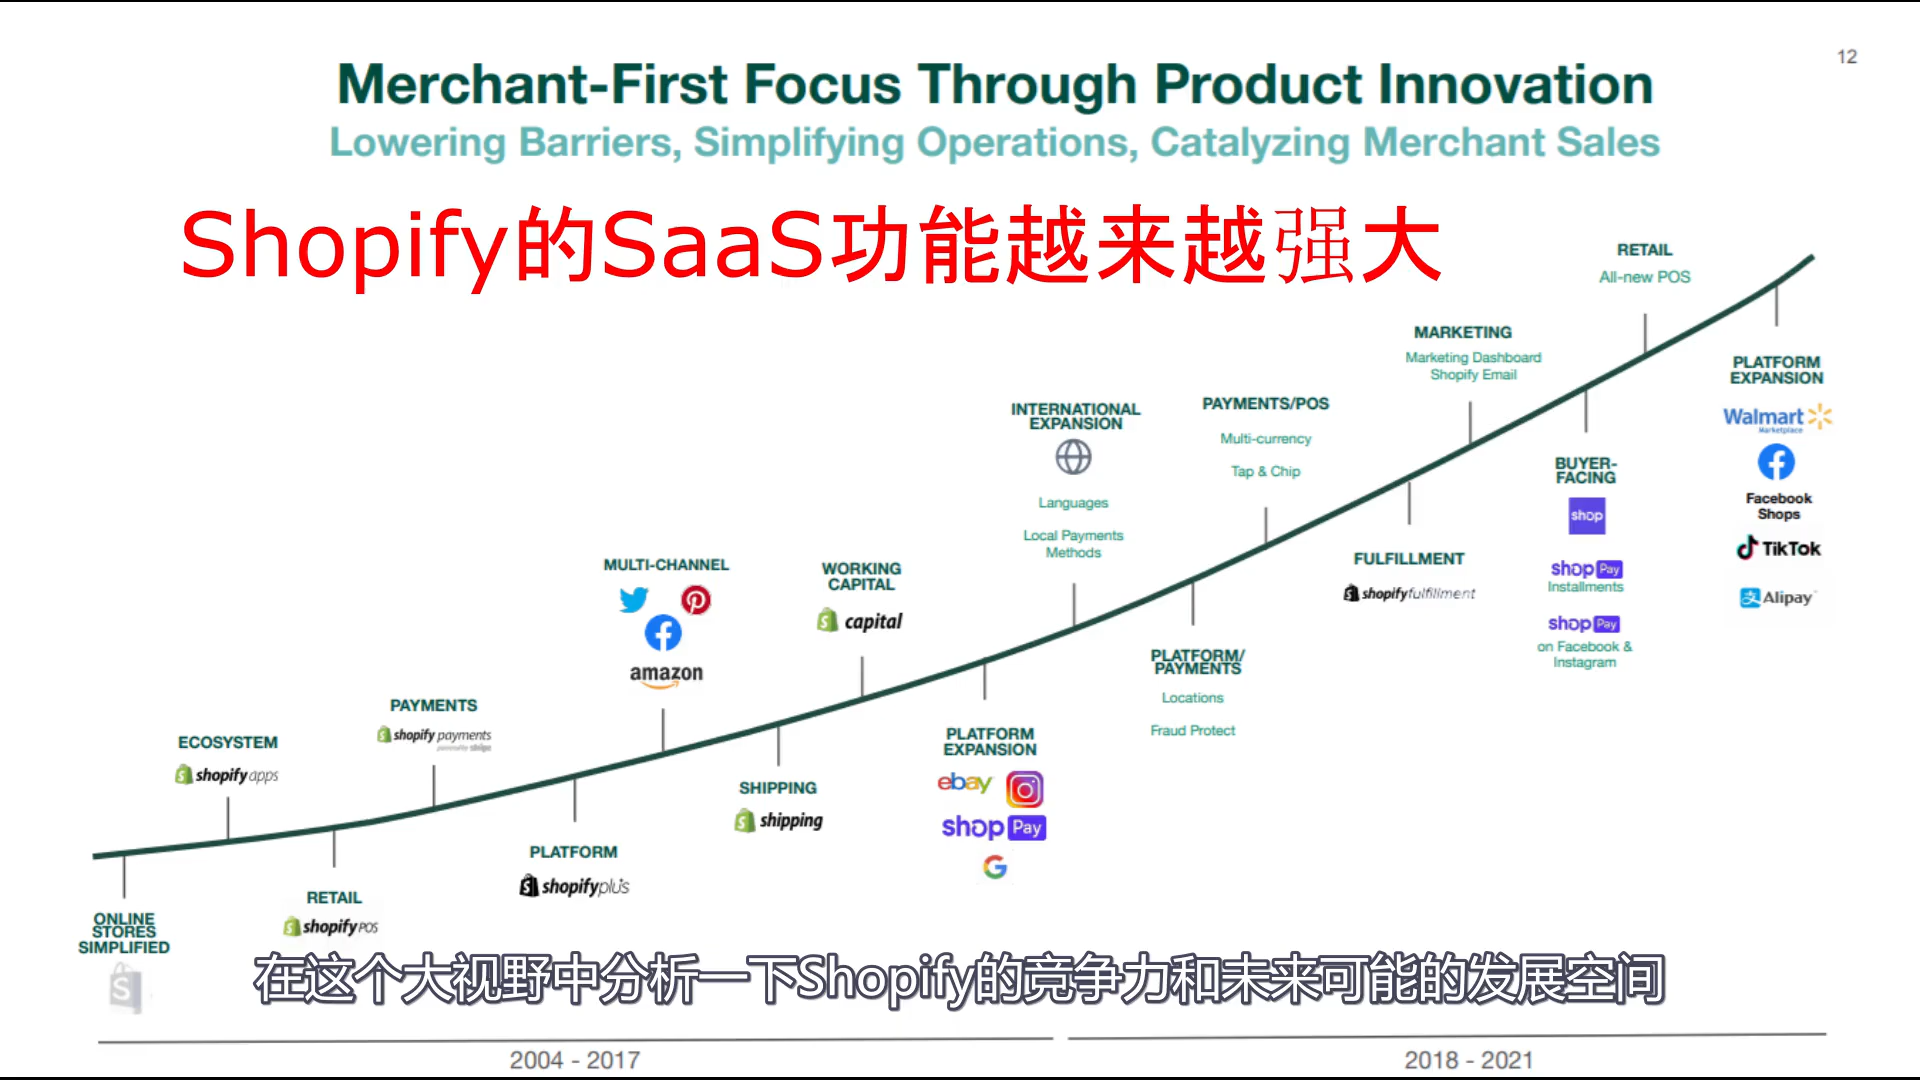 12
Merchant-First Focus Through Product Innovation
Lowering Barriers, Simplifying Operations, Catalyzing Merchant Sales
Shopify的SaaS功能越来越强大
RETAIL
All-new POS
MARKETING
Marketing Dashboard
Shopify Email
PLATFORM
EXPANSION
Walmart
Marketplace
Facebook
Shops
TikTok
Alipay
INTERNATIONAL
EXPANSION
Languages
Local Payments
Methods
PAYMENTS/POS
Multi-currency
Tap & Chip
BUYER-
FACING
shop
shop Pay
Installments
shop Pay
on Facebook &
Instagram
FULFILLMENT
shopifyfulfillment
MULTI-CHANNEL
amazon
WORKING
CAPITAL
capital
PLATFORM/
PAYMENTS
Locations
Fraud Protect
PAYMENTS
shopify payments
powered by stripe
ECOSYSTEM
shopify apps
PLATFORM
EXPANSION
ebay
shop Pay
SHIPPING
shipping
PLATFORM
shopifyplus
RETAIL
shopify POS
ONLINE
STORES
SIMPLIFIED
在这个大视野中分析一下Shopify的竞争力和未来可能的发展空间
2004 - 2017
2018 - 2021